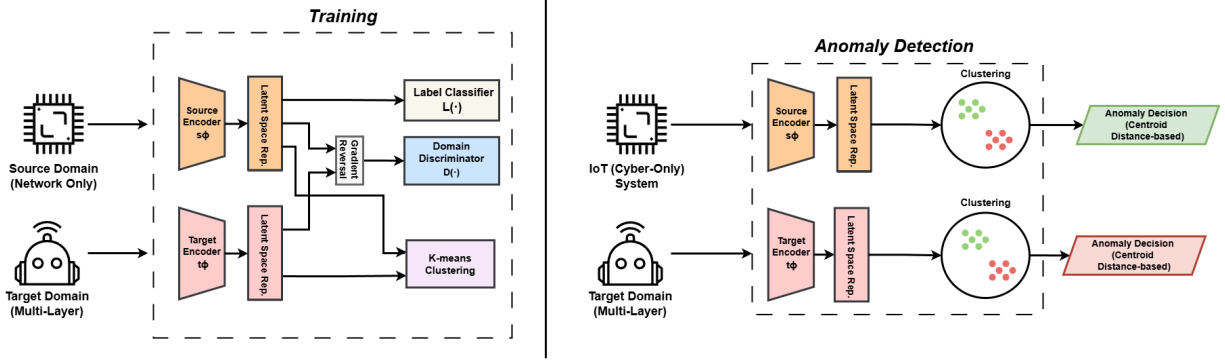 Training
Source Domain
(Network Only)
Target Domain
(Multi-Layer)
Source
Encoder
sϕ
Latent Space Rep.
Target
Encoder
tϕ
Latent Space Rep.
Gradient
Reversal
Label Classifier
L(·)
Domain
Discriminator
D(·)
K-means
Clustering
Anomaly Detection
IoT (Cyber-Only)
System
Target Domain
(Multi-Layer)
Source
Encoder
sϕ
Latent Space Rep.
Clustering
Anomaly Decision
(Centroid
Distance-based)
Target
Encoder
tϕ
Latent Space Rep.
Clustering
Anomaly Decision
(Centroid
Distance-based)